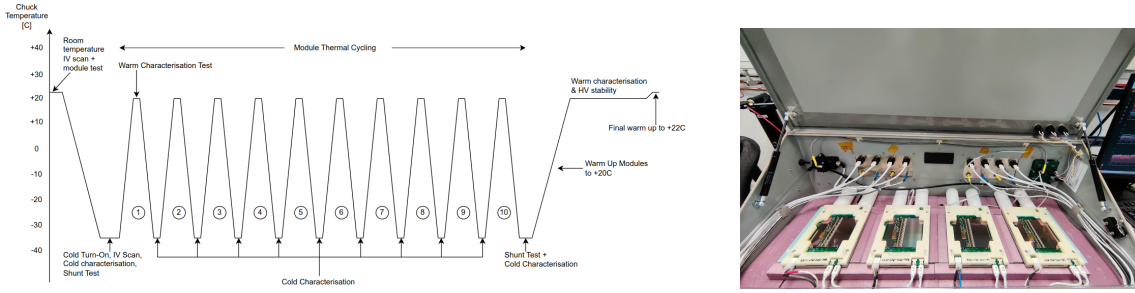 Chuck
Temperature
[C]
+40
+30
+20
+10
0
-10
-20
-30
-40
Room
temperature
IV scan +
module test
Module Thermal Cycling
Warm Characterisation Test
1
2
3
4
5
6
7
8
9
10
Warm characterisation
& HV stability
Final warm up to +22C
Warm Up Modules
to +20C
Cold Turn-On, IV Scan,
Cold characterisation,
Shunt Test
Cold Characterisation
Shunt Test +
Cold Characterisation